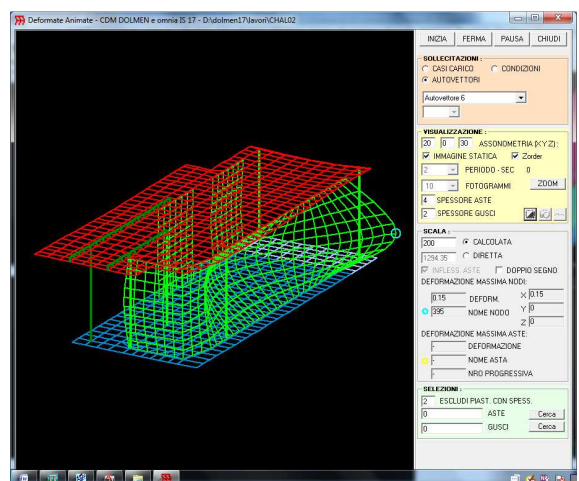 Deformate Animate - CDM DOLMEN e omnia IS 17 - D:\dolmen17\lavori\CHAL02
INIZIA FERMA PAUSA CHIUDI
SOLLECITAZIONI :
CASI CARICO CONDIZIONI
AUTOVETTORI
Autovettore 6
VISUALIZZAZIONE :
20 0 30 ASSONOMETRIA (X Y Z) :
IMMAGINE STATICA Zorder
2 PERIODO - SEC 0
10 FOTOGRAMMI ZOOM
4 SPESSORE ASTE
2 SPESSORE GUSCI
SCALA :
200 CALCOLATA
1294.35 DIRETTA
INFLESS. ASTE DOPPIO SEGNO
DEFORMAZIONE MASSIMA NODI:
0.15 DEFORM. X 0.15
395 NOME NODO Y 0
Z 0
DEFORMAZIONE MASSIMA ASTE:
- DEFORMAZIONE
- NOME ASTA
- NRO PROGRESSIVA
SELEZIONI :
2 ESCLUDI PIAST. CON SPESS.
0 ASTE Cerca
0 GUSCI Cerca